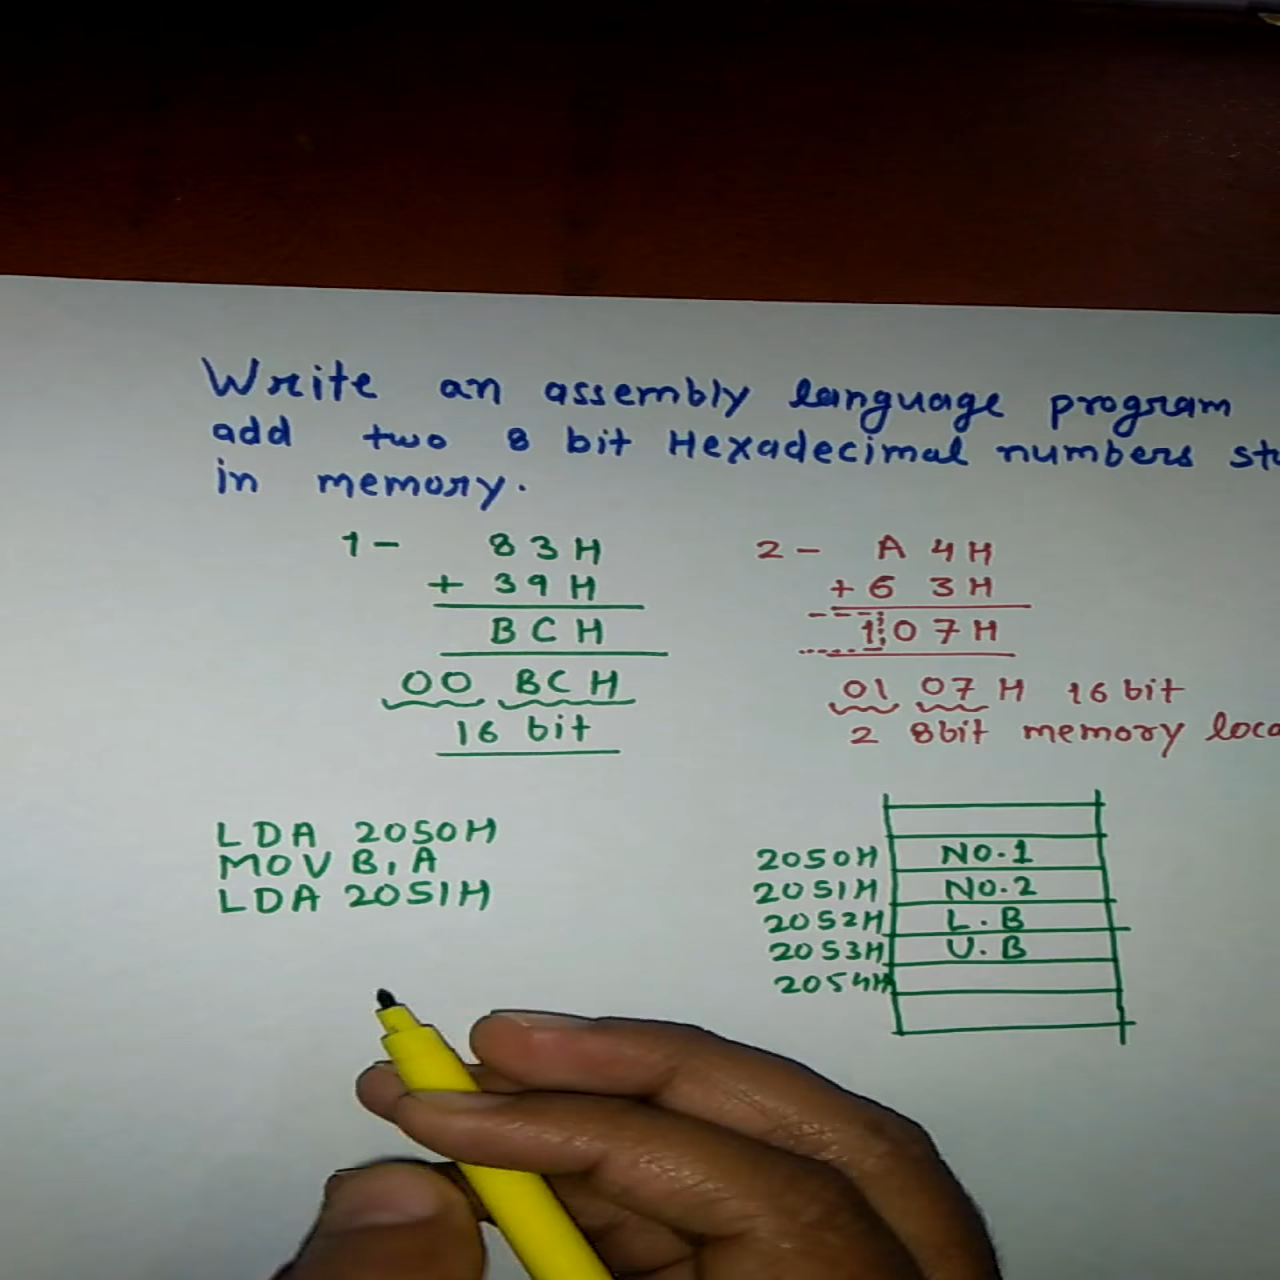 Write an assembly language program
add two 8 bit Hexadecimal numbers
in memory.
1- 83H
+ 39H
BCH
00 BCH
16 bit
2- A4H
+ 63H
107H
01 07 H 16 bit
2 8bit memory
LDA 2050H
MOV B,A
LDA 2051H
2050H NO.1
2051H NO.2
2052H L.B
2053H U.B
2054H